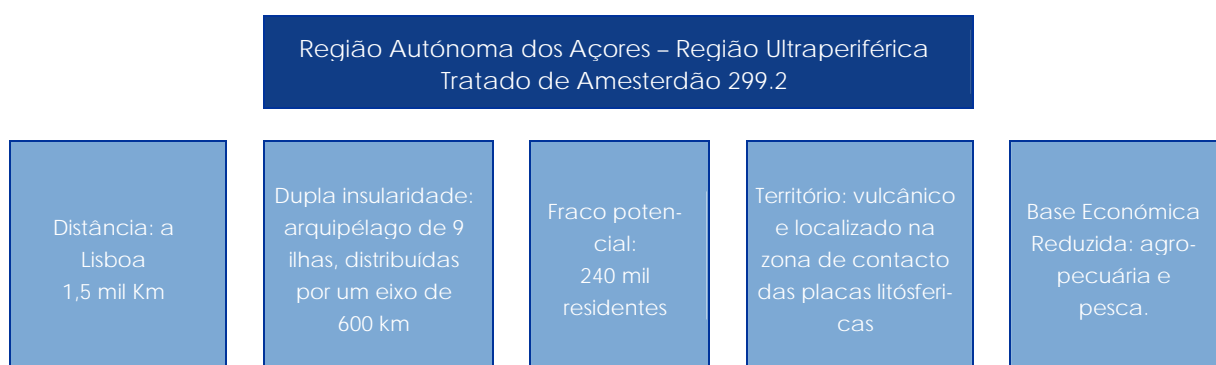 Região Autónoma dos Açores – Região Ultraperiférica
Tratado de Amesterdão 299.2
Distância: a
Lisboa
1,5 mil Km
Dupla insularidade:
arquipélago de 9
ilhas, distribuídas
por um eixo de
600 km
Fraco poten-
cial:
240 mil
residentes
Território: vulcânico
e localizado na
zona de contacto
das placas litósferi-
cas
Base Económica
Reduzida: agro-
pecuária e
pesca.